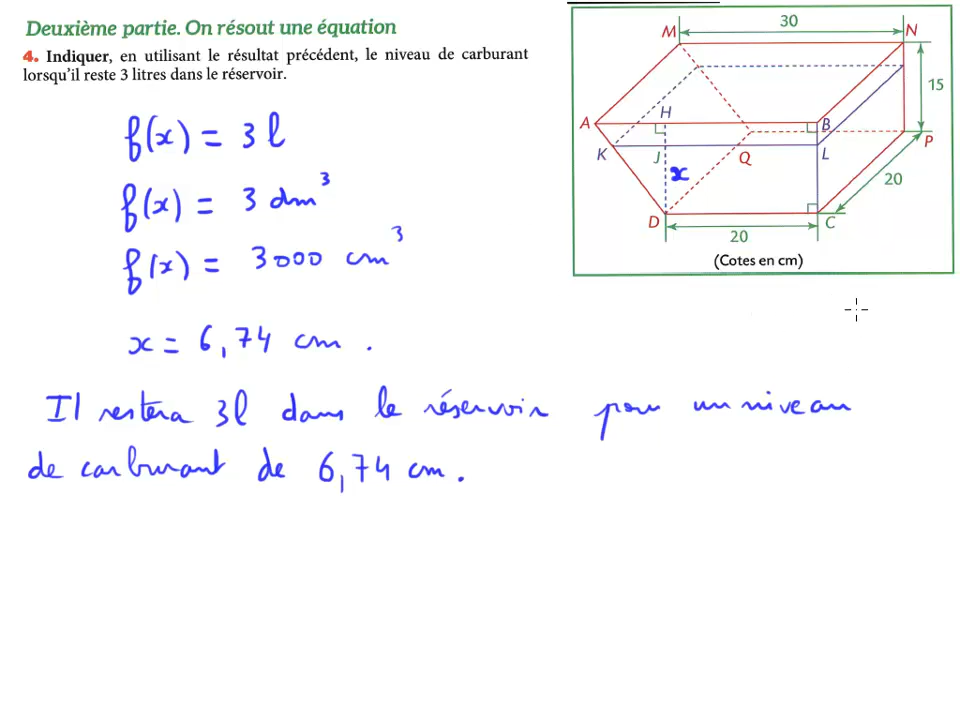 Deuxième partie. On résout une équation
4. Indiquer, en utilisant le résultat précédent, le niveau de carburant
lorsqu'il reste 3 litres dans le réservoir.
f(x) = 3 l
f(x) = 3 dm³
f(x) = 3000 cm³
x = 6,74 cm .
Il restera 3l dans le réservoir pour un niveau
de carburant de 6,74 cm .
M 30 N
15
A H B
K J L Q P
x
20
D C
20
(Cotes en cm)